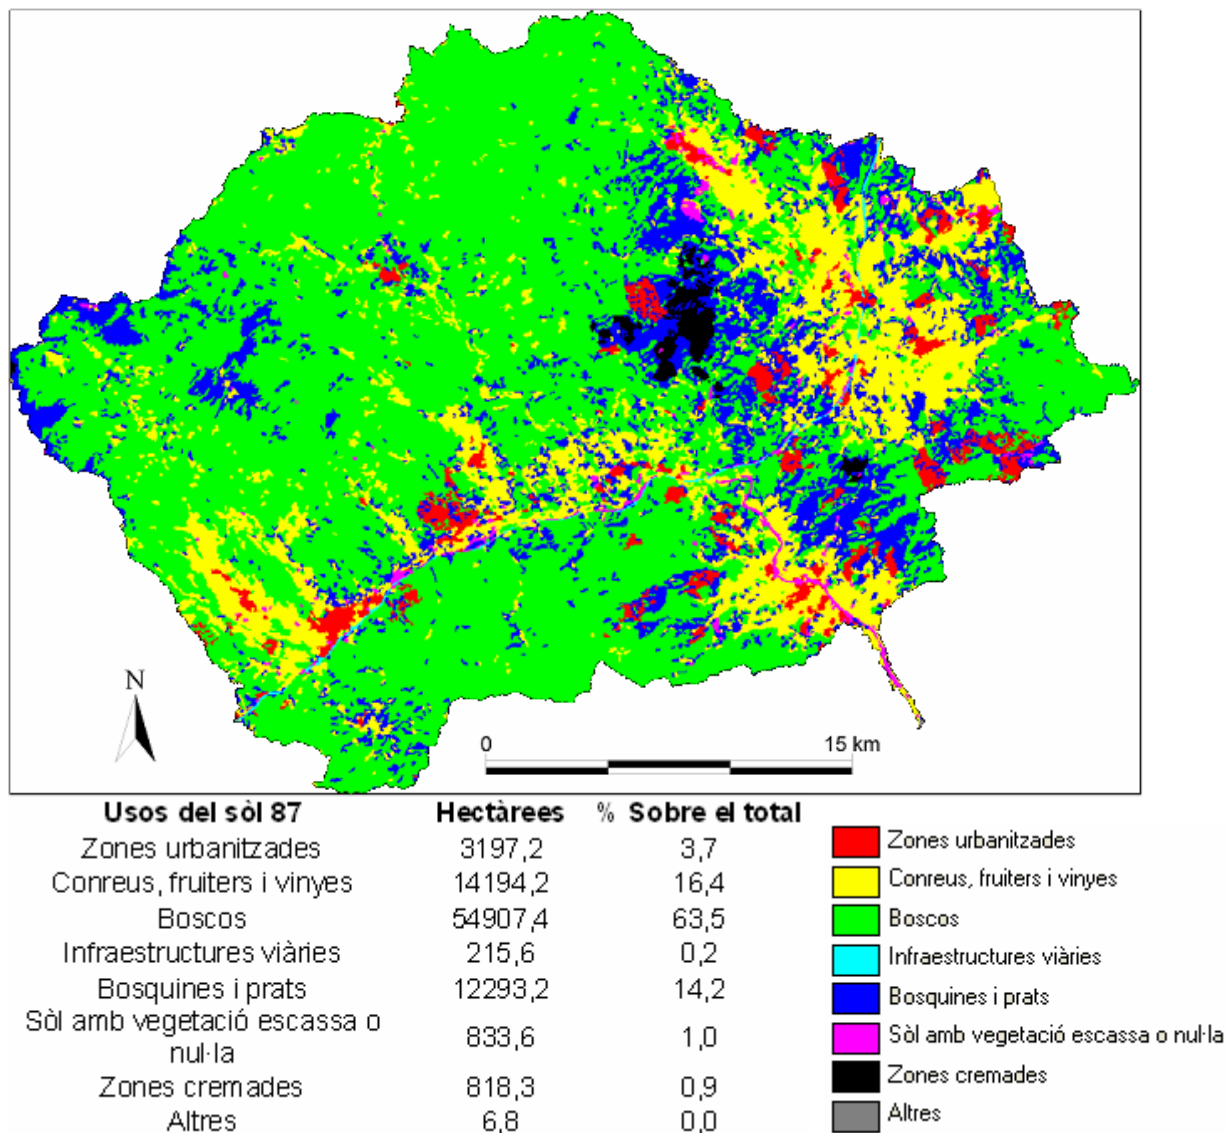 N
0 15 km
Usos del sòl 87 Hectàrees % Sobre el total
Zones urbanitzades 3197,2 3,7
Conreus, fruiters i vinyes 14194,2 16,4
Boscos 54907,4 63,5
Infraestructures viàries 215,6 0,2
Bosquines i prats 12293,2 14,2
Sòl amb vegetació escassa o
nul·la 833,6 1,0
Zones cremades 818,3 0,9
Altres 6,8 0,0
Zones urbanitzades
Conreus, fruiters i vinyes
Boscos
Infraestructures viàries
Bosquines i prats
Sòl amb vegetació escassa o nul·la
Zones cremades
Altres